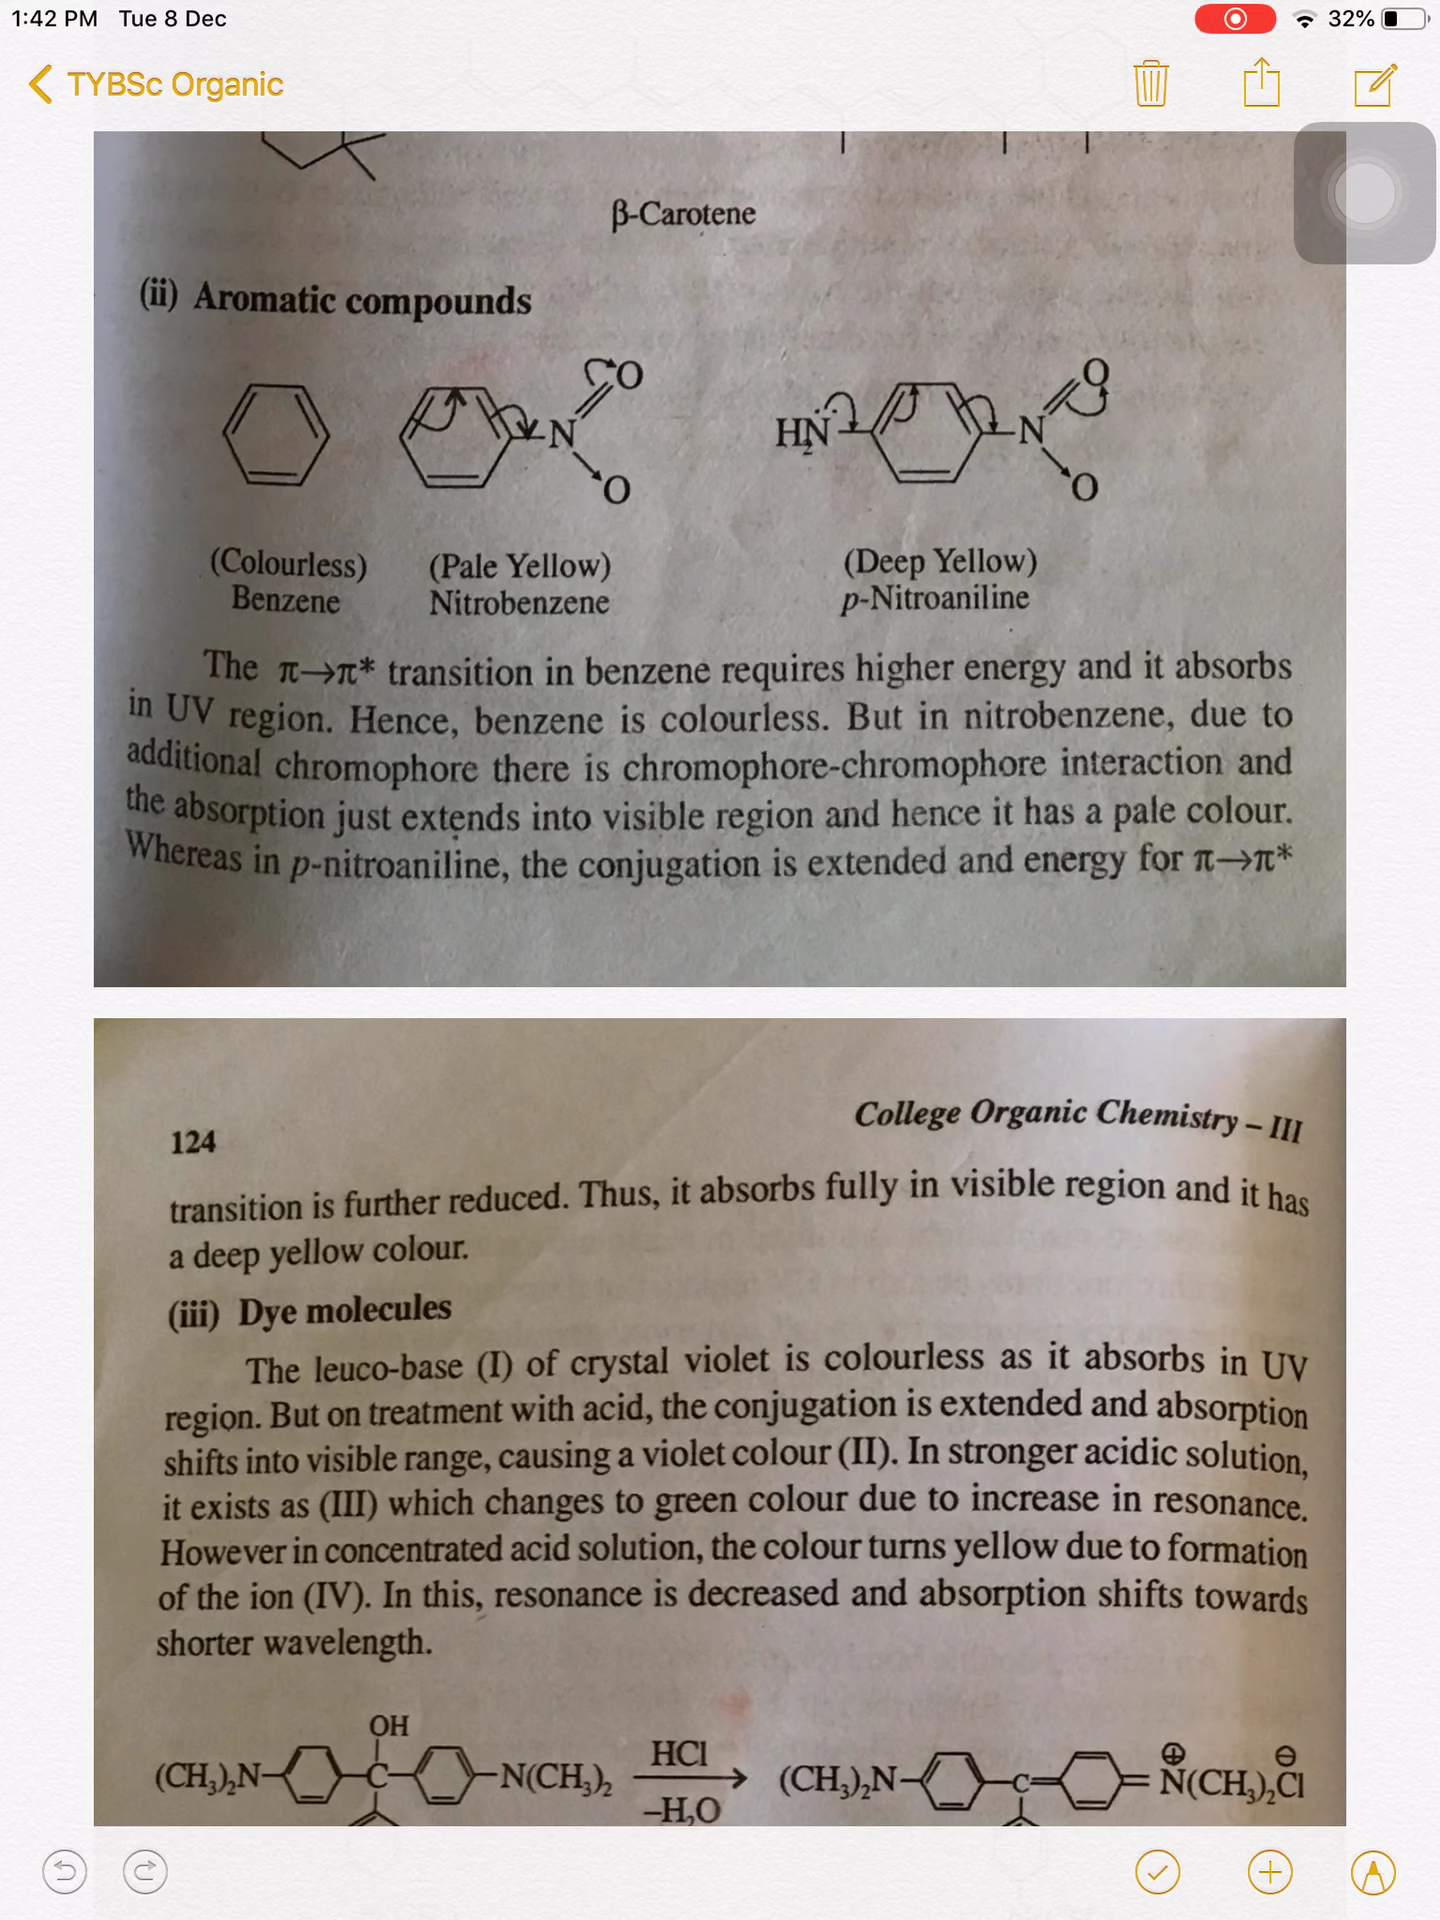 1:42 PM Tue 8 Dec 32%
TYBSc Organic
β-Carotene
(ii) Aromatic compounds
O O
N H₂N̈ N
O O
(Colourless) (Pale Yellow) (Deep Yellow)
Benzene Nitrobenzene p-Nitroaniline
The π→π* transition in benzene requires higher energy and it absorbs
in UV region. Hence, benzene is colourless. But in nitrobenzene, due to
additional chromophore there is chromophore-chromophore interaction and
the absorption just extends into visible region and hence it has a pale colour.
Whereas in p-nitroaniline, the conjugation is extended and energy for π→π*
College Organic Chemistry – III
124
transition is further reduced. Thus, it absorbs fully in visible region and it has
a deep yellow colour.
(iii) Dye molecules
The leuco-base (I) of crystal violet is colourless as it absorbs in UV
region. But on treatment with acid, the conjugation is extended and absorption
shifts into visible range, causing a violet colour (II). In stronger acidic solution,
it exists as (III) which changes to green colour due to increase in resonance.
However in concentrated acid solution, the colour turns yellow due to formation
of the ion (IV). In this, resonance is decreased and absorption shifts towards
shorter wavelength.
OH
(CH₃)₂N C N(CH₃)₂ HCl → (CH₃)₂N C N⊕(CH₃)₂Cl⊖
–H₂O